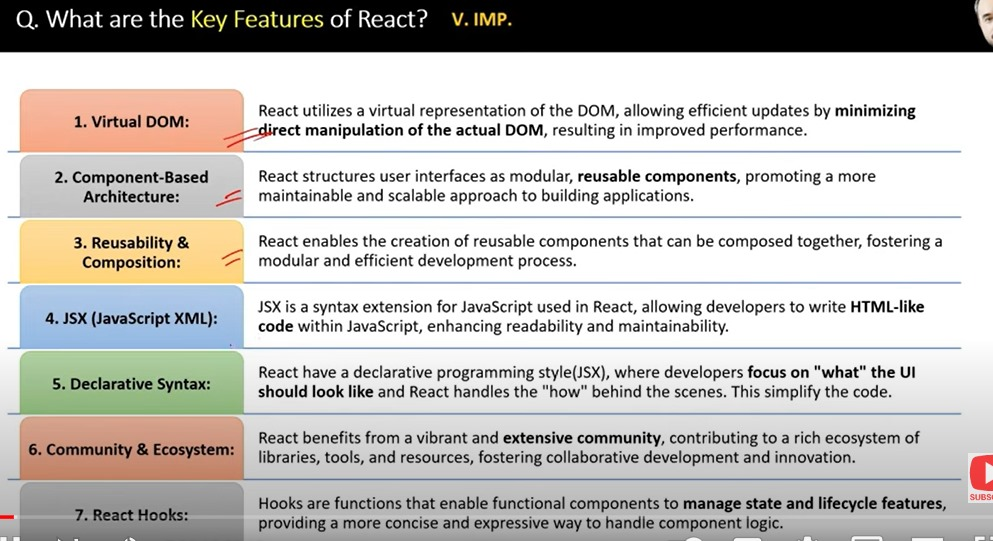 Q. What are the Key Features of React? V. IMP.
1. Virtual DOM:
React utilizes a virtual representation of the DOM, allowing efficient updates by minimizing
direct manipulation of the actual DOM, resulting in improved performance.
2. Component-Based
Architecture:
React structures user interfaces as modular, reusable components, promoting a more
maintainable and scalable approach to building applications.
3. Reusability &
Composition:
React enables the creation of reusable components that can be composed together, fostering a
modular and efficient development process.
4. JSX (JavaScript XML):
JSX is a syntax extension for JavaScript used in React, allowing developers to write HTML-like
code within JavaScript, enhancing readability and maintainability.
5. Declarative Syntax:
React have a declarative programming style(JSX), where developers focus on "what" the UI
should look like and React handles the "how" behind the scenes. This simplify the code.
6. Community & Ecosystem:
React benefits from a vibrant and extensive community, contributing to a rich ecosystem of
libraries, tools, and resources, fostering collaborative development and innovation.
7. React Hooks:
Hooks are functions that enable functional components to manage state and lifecycle features,
providing a more concise and expressive way to handle component logic.
SUBSC